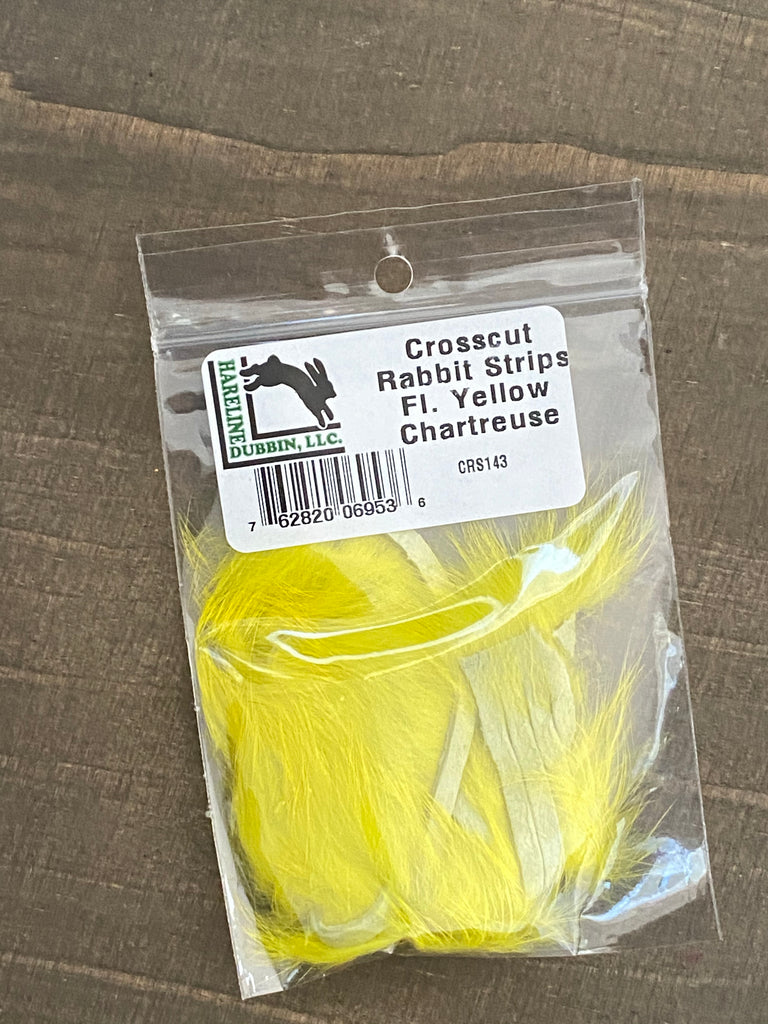 HARELINE
DUBBIN, LLC.
Crosscut
Rabbit Strips
Fl. Yellow
Chartreuse
CRS143
7 62820 06953 6